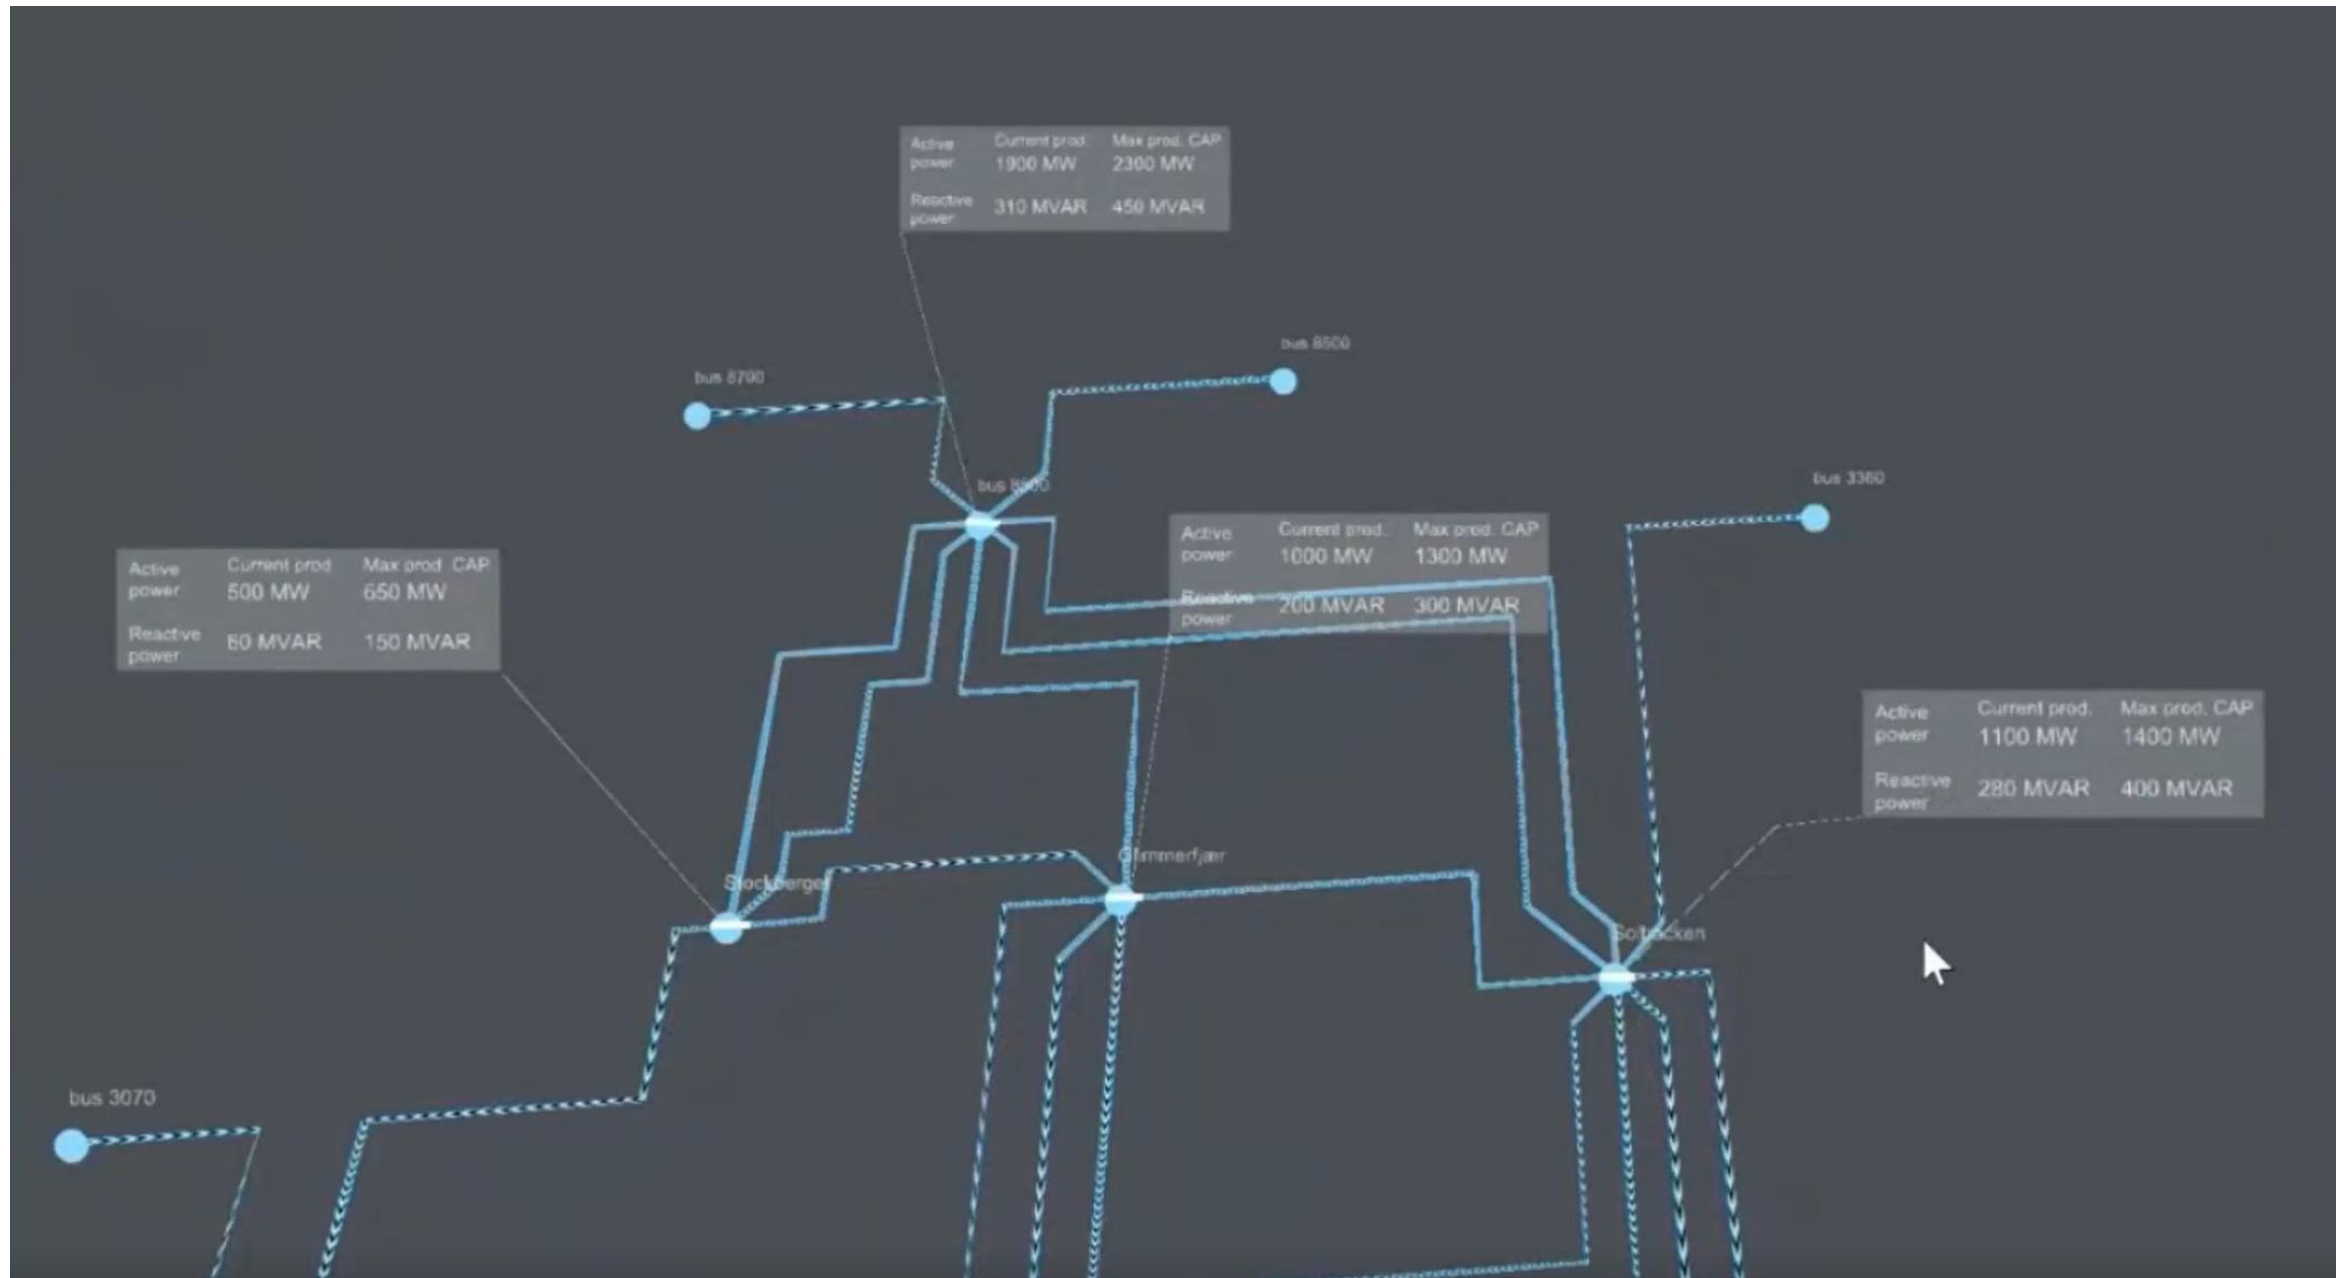 Active power Current prod. Max prod. CAP
1900 MW 2300 MW
Reactive power 310 MVAR 450 MVAR
bus 8500
bus 8700
bus 3360
bus
Active power Current prod. Max prod. CAP
1000 MW 1300 MW
Reactive power 200 MVAR 300 MVAR
Active power Current prod Max prod CAP
500 MW 650 MW
Reactive power 60 MVAR 150 MVAR
Active power Current prod. Max prod. CAP
1100 MW 1400 MW
Reactive power 280 MVAR 400 MVAR
Glimmerfjær
bus 3070